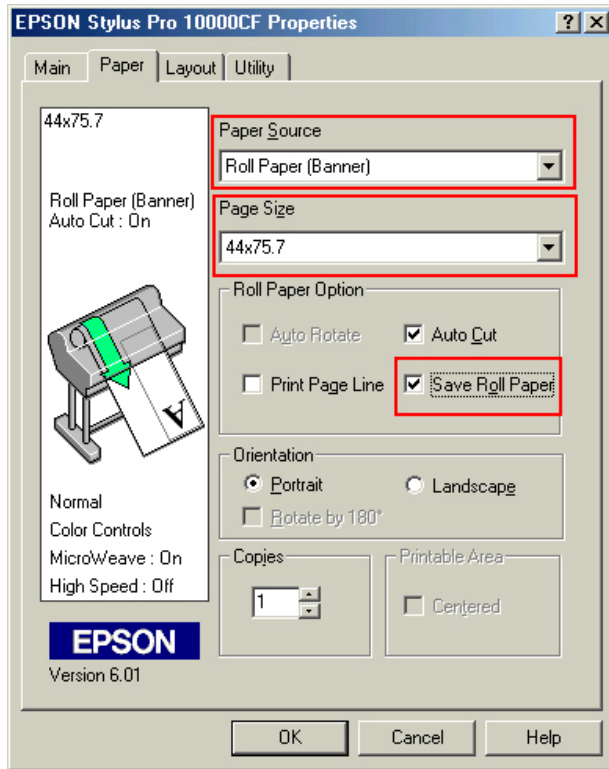 EPSON Stylus Pro 10000CF Properties
? x
Main Paper Layout Utility
44x75.7
Roll Paper (Banner)
Auto Cut : On
A
Normal
Color Controls
MicroWeave : On
High Speed : Off
EPSON
Version 6.01
Paper Source
Roll Paper (Banner)
Page Size
44x75.7
Roll Paper Option
Auto Rotate Auto Cut
Print Page Line Save Roll Paper
Orientation
Portrait Landscape
Rotate by 180°
Copies
1
Printable Area
Centered
OK Cancel Help